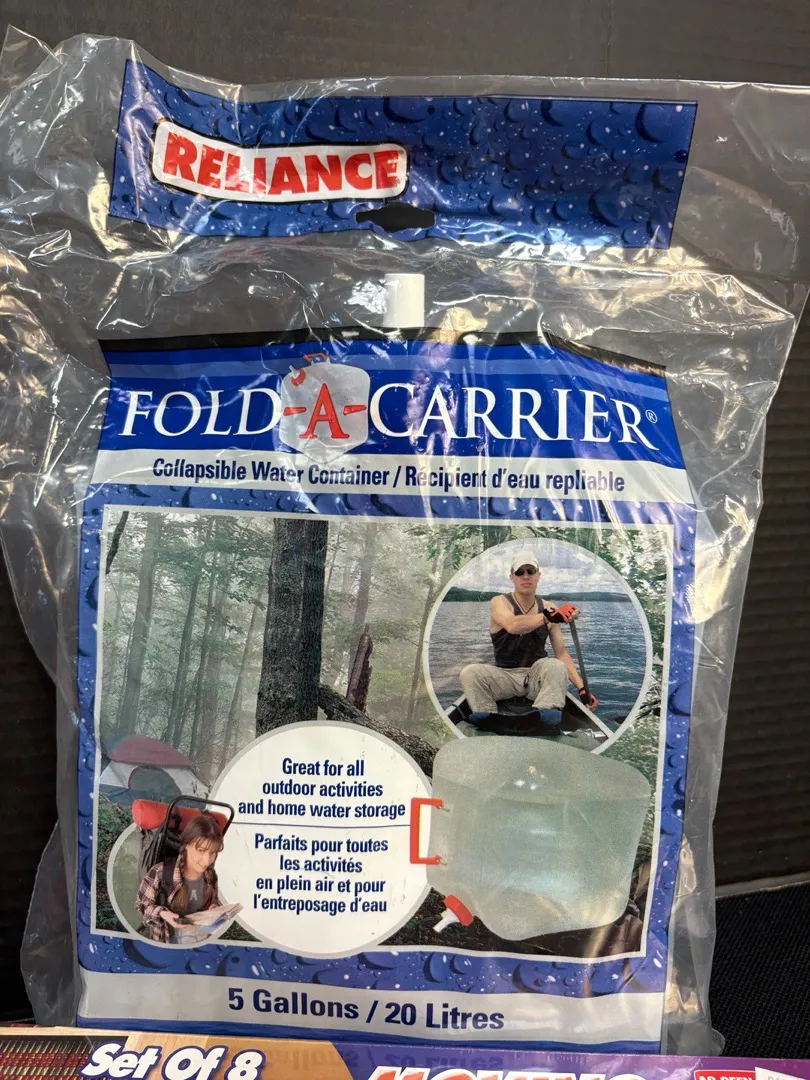 RELIANCE
FOLD-A-CARRIER®
Collapsible Water Container / Récipient d'eau repliable
Great for all
outdoor activities
and home water storage
Parfaits pour toutes
les activités
en plein air et pour
l'entreposage d'eau
5 Gallons / 20 Litres
Set Of 8